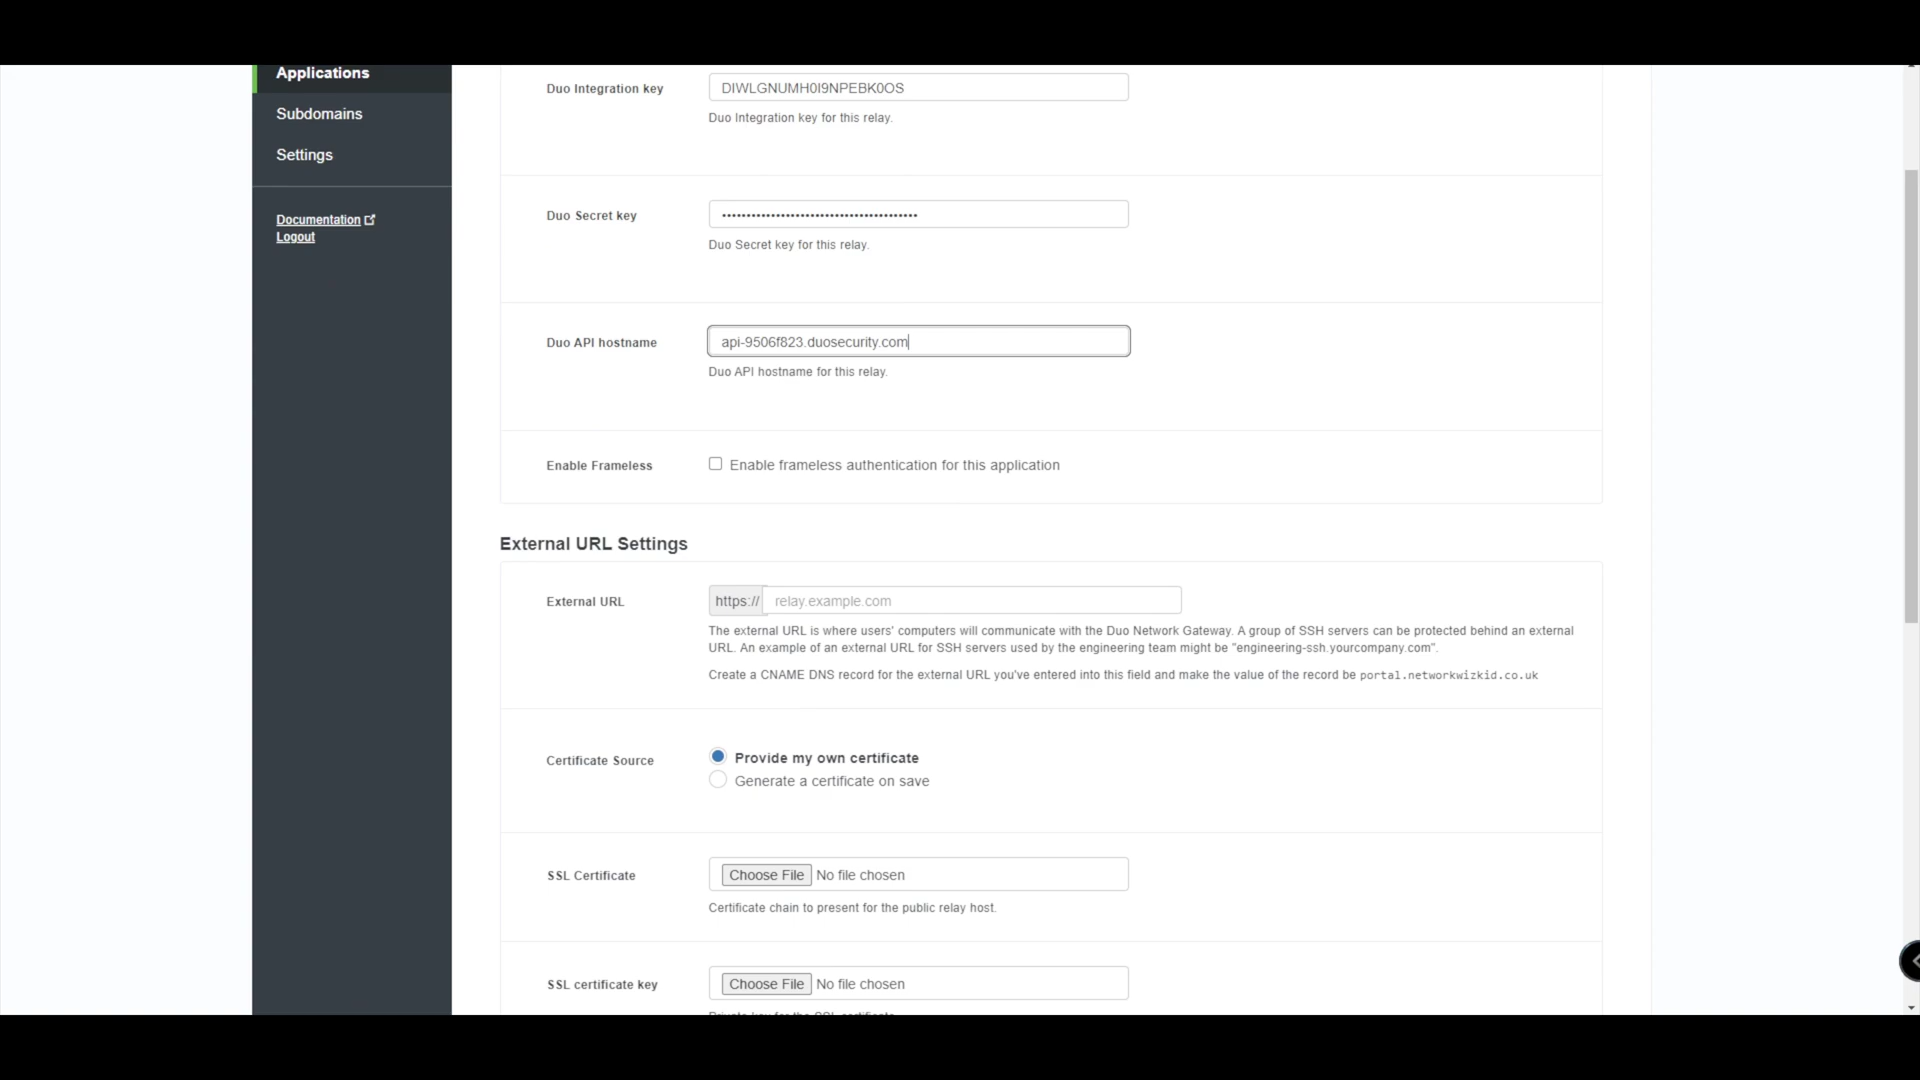 Applications
Subdomains
Settings
Documentation
Logout
Duo Integration key
DIWLGNUMH0I9NPEBK0OS
Duo Integration key for this relay.
Duo Secret key
••••••••••••••••••••••••••••••••••••••••
Duo Secret key for this relay.
Duo API hostname
api-9506f823.duosecurity.com
Duo API hostname for this relay.
Enable Frameless
Enable frameless authentication for this application
External URL Settings
External URL
https:// relay.example.com
The external URL is where users' computers will communicate with the Duo Network Gateway. A group of SSH servers can be protected behind an external
URL. An example of an external URL for SSH servers used by the engineering team might be "engineering-ssh.yourcompany.com".
Create a CNAME DNS record for the external URL you've entered into this field and make the value of the record be portal.networkwizkid.co.uk
Certificate Source
Provide my own certificate
Generate a certificate on save
SSL Certificate
Choose File No file chosen
Certificate chain to present for the public relay host.
SSL certificate key
Choose File No file chosen